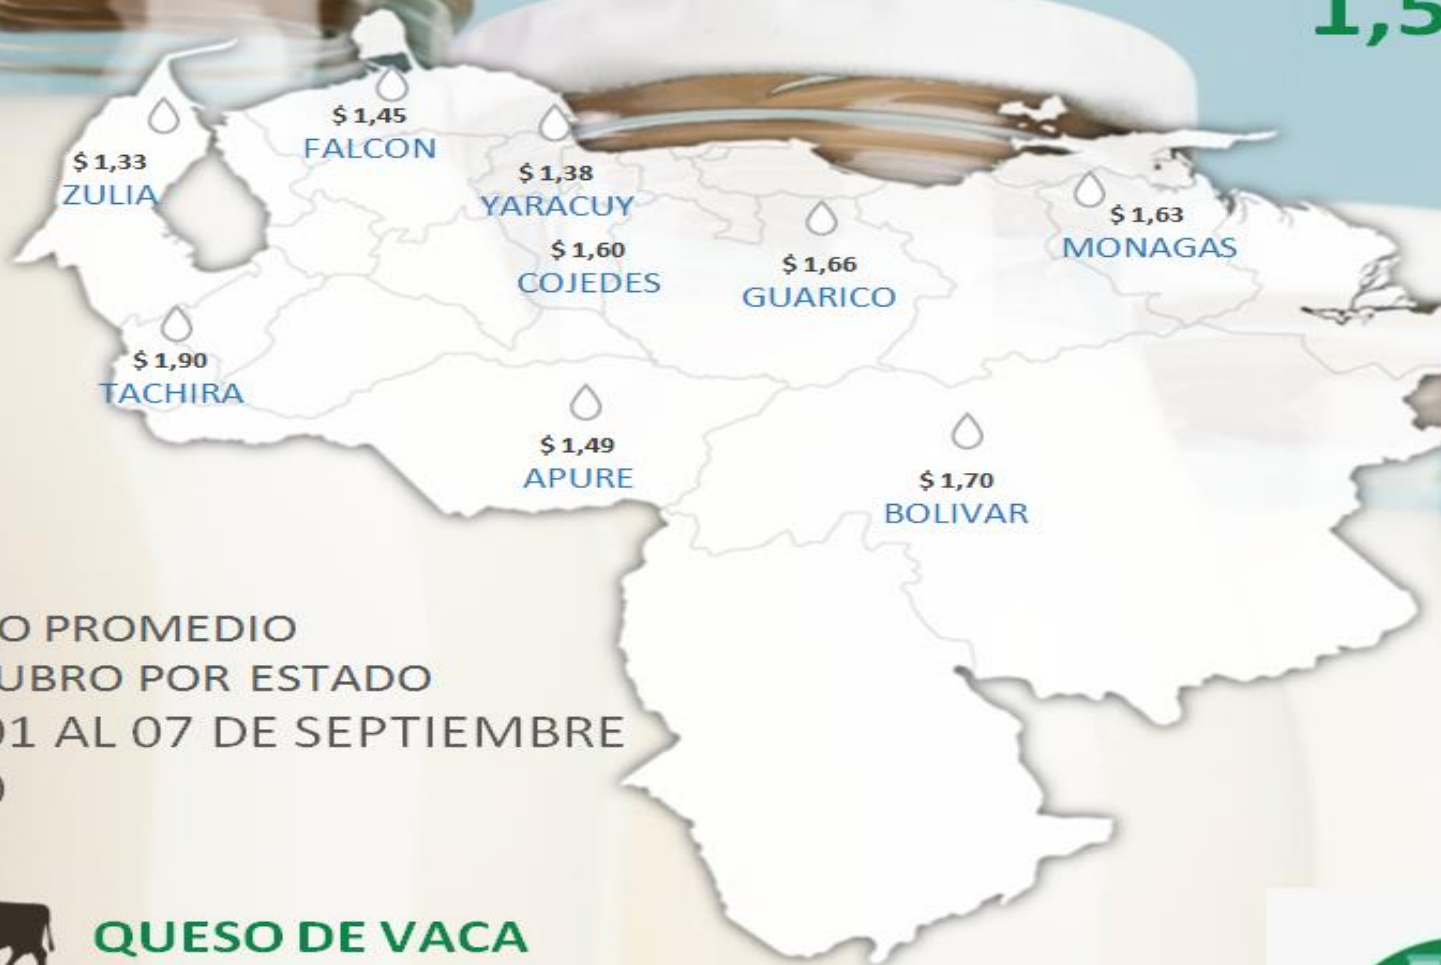 1,5
$ 1,45
FALCON
$ 1,33
ZULIA
$ 1,38
YARACUY
$ 1,63
MONAGAS
$ 1,60
COJEDES
$ 1,66
GUARICO
$ 1,90
TACHIRA
$ 1,49
APURE
$ 1,70
BOLIVAR
O PROMEDIO
UBRO POR ESTADO
01 AL 07 DE SEPTIEMBRE
QUESO DE VACA